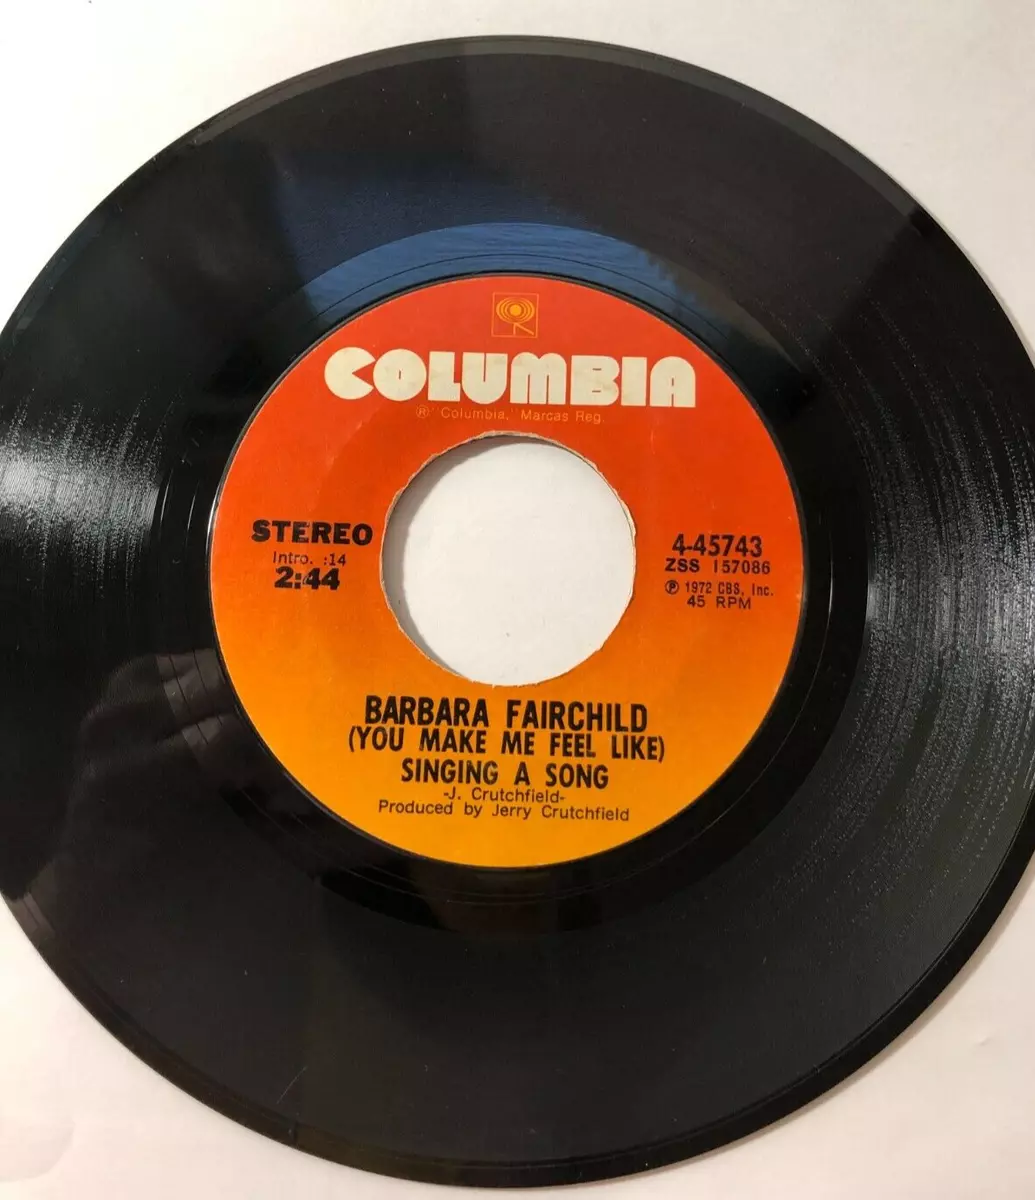 COLUMBIA
® "Columbia," Marcas Reg.
STEREO
Intro. :14
2:44
4-45743
ZSS 157086
℗ 1972 CBS, Inc.
45 RPM
BARBARA FAIRCHILD
(YOU MAKE ME FEEL LIKE)
SINGING A SONG
-J. Crutchfield-
Produced by Jerry Crutchfield